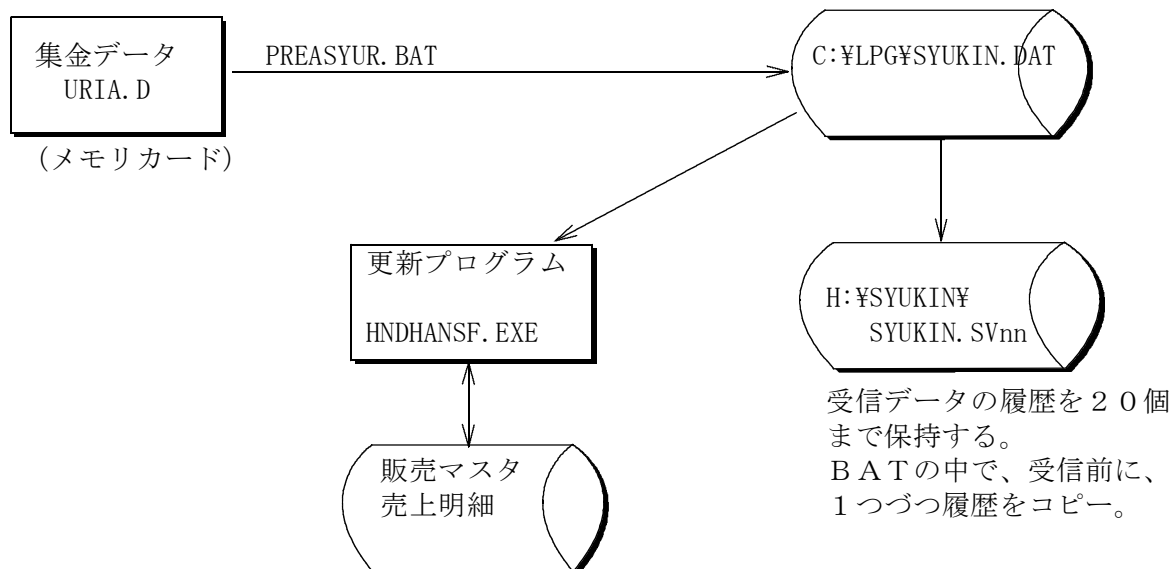 集金データ
URIA.D
(メモリカード)
PREASYUR.BAT
C:¥LPG¥SYUKIN.DAT
更新プログラム
HNDHANSF.EXE
H:¥SYUKIN¥
SYUKIN.SVnn
受信データの履歴を２０個
まで保持する。
ＢＡＴの中で、受信前に、
１つづつ履歴をコピー。
販売マスタ
売上明細